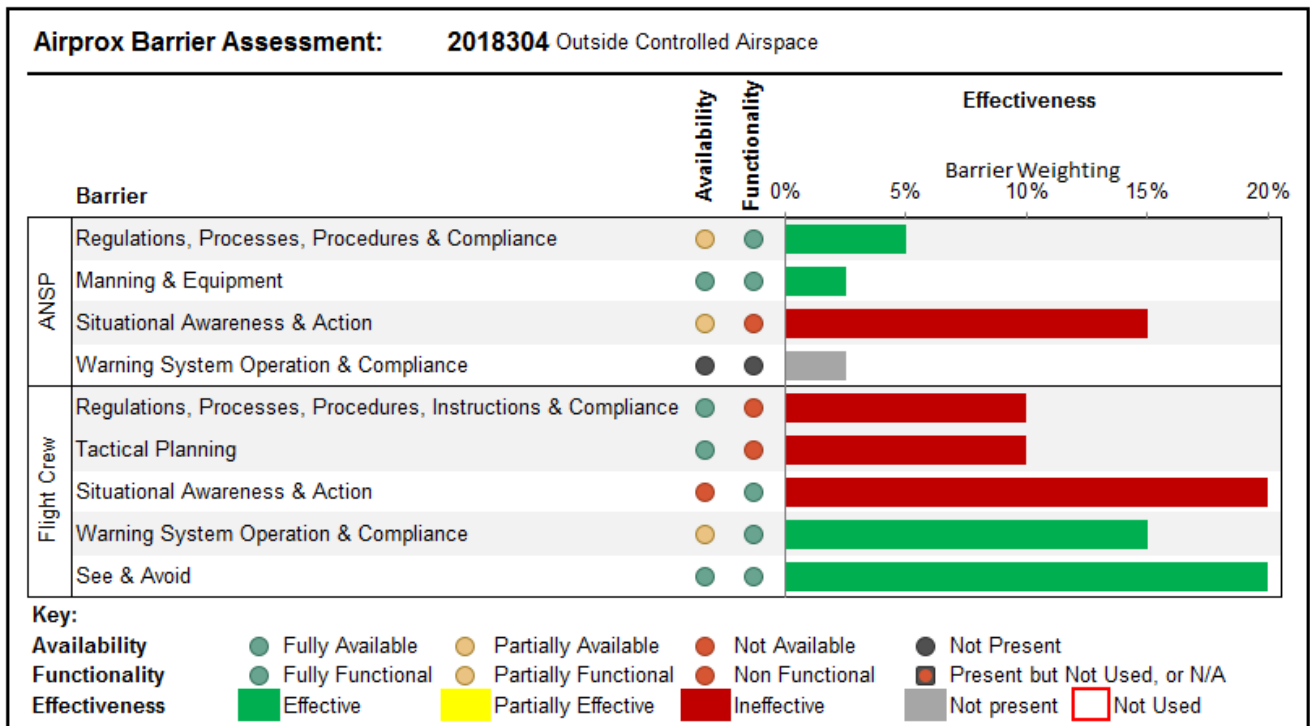 Airprox Barrier Assessment: 2018304 Outside Controlled Airspace
Availability
Functionality
Effectiveness
Barrier Weighting
Barrier
0% 5% 10% 15% 20%
ANSP
Regulations, Processes, Procedures & Compliance
Manning & Equipment
Situational Awareness & Action
Warning System Operation & Compliance
Flight Crew
Regulations, Processes, Procedures, Instructions & Compliance
Tactical Planning
Situational Awareness & Action
Warning System Operation & Compliance
See & Avoid
Key:
Availability Fully Available Partially Available Not Available Not Present
Functionality Fully Functional Partially Functional Non Functional Present but Not Used, or N/A
Effectiveness Effective Partially Effective Ineffective Not present Not Used